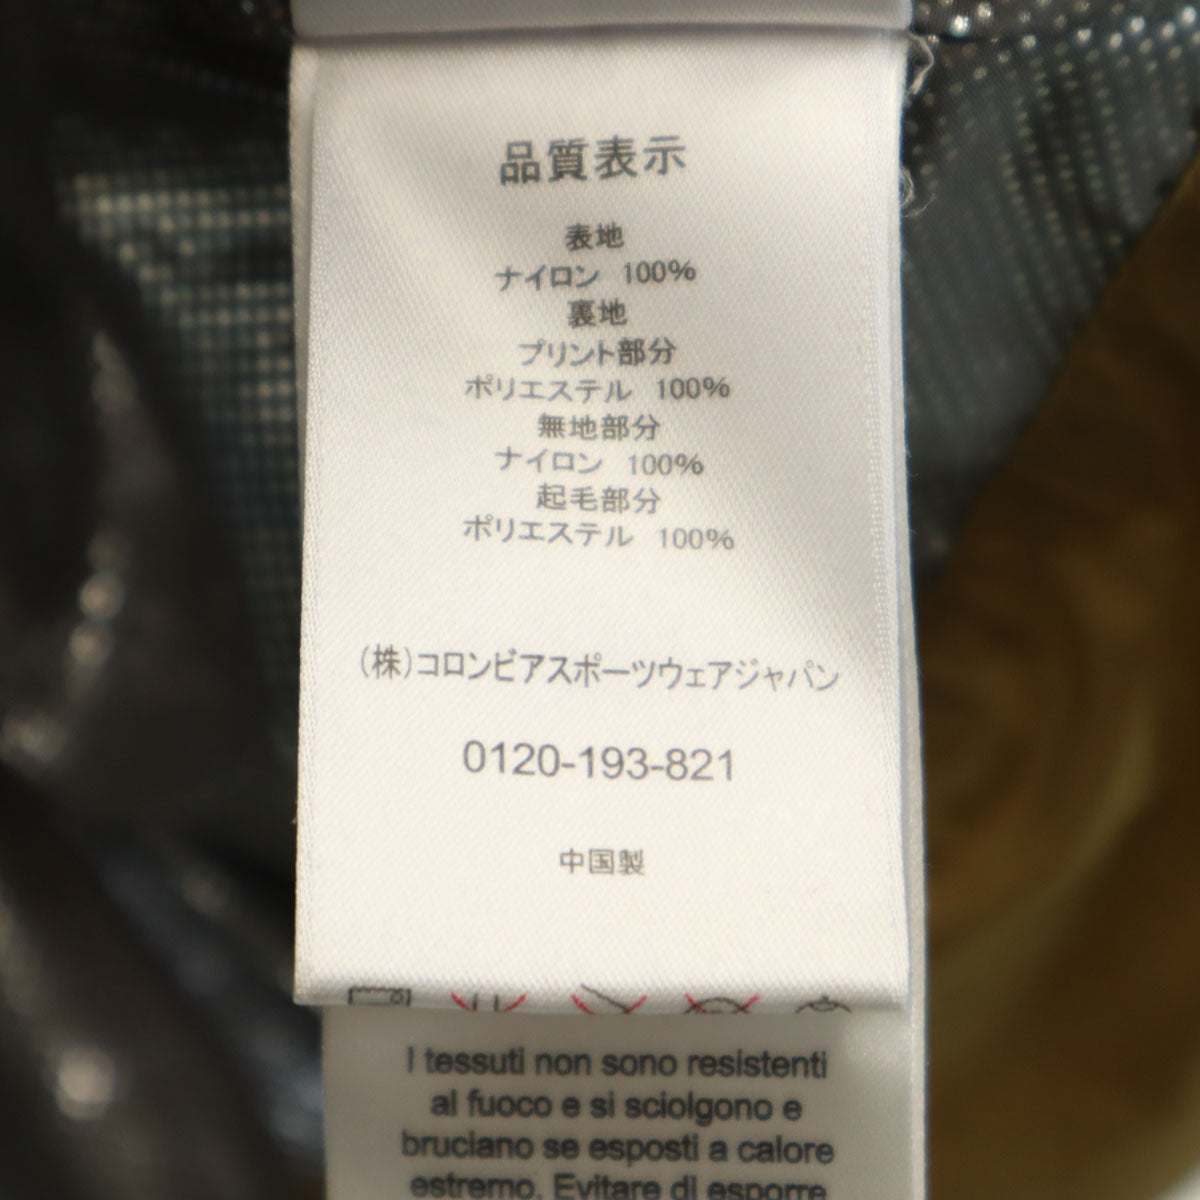 品質表示
表地
ナイロン 100%
裏地
プリント部分
ポリエステル 100%
無地部分
ナイロン 100%
起毛部分
ポリエステル 100%
(株)コロンビアスポーツウェアジャパン
0120-193-821
中国製
I tessuti non sono resistenti
al fuoco e si sciolgono e
bruciano se esposti a calore
estremo. Evitare di esporre